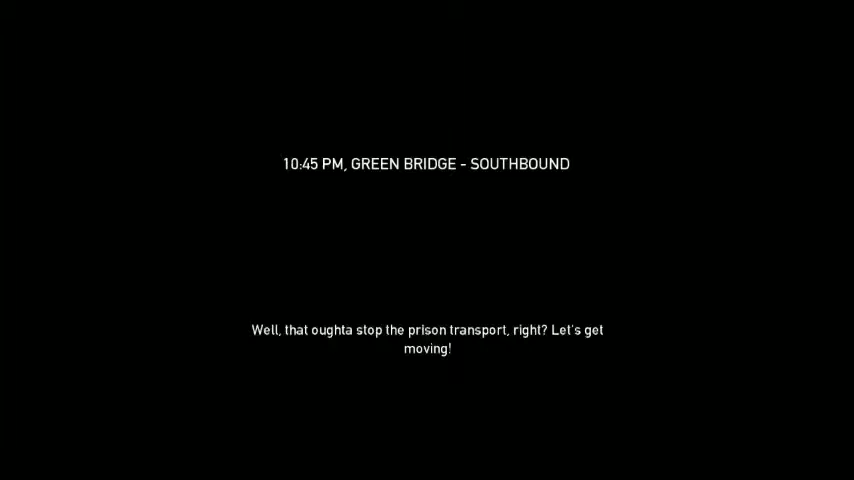 10:45 PM, GREEN BRIDGE - SOUTHBOUND
Well, that oughta stop the prison transport, right? Let's get
moving!